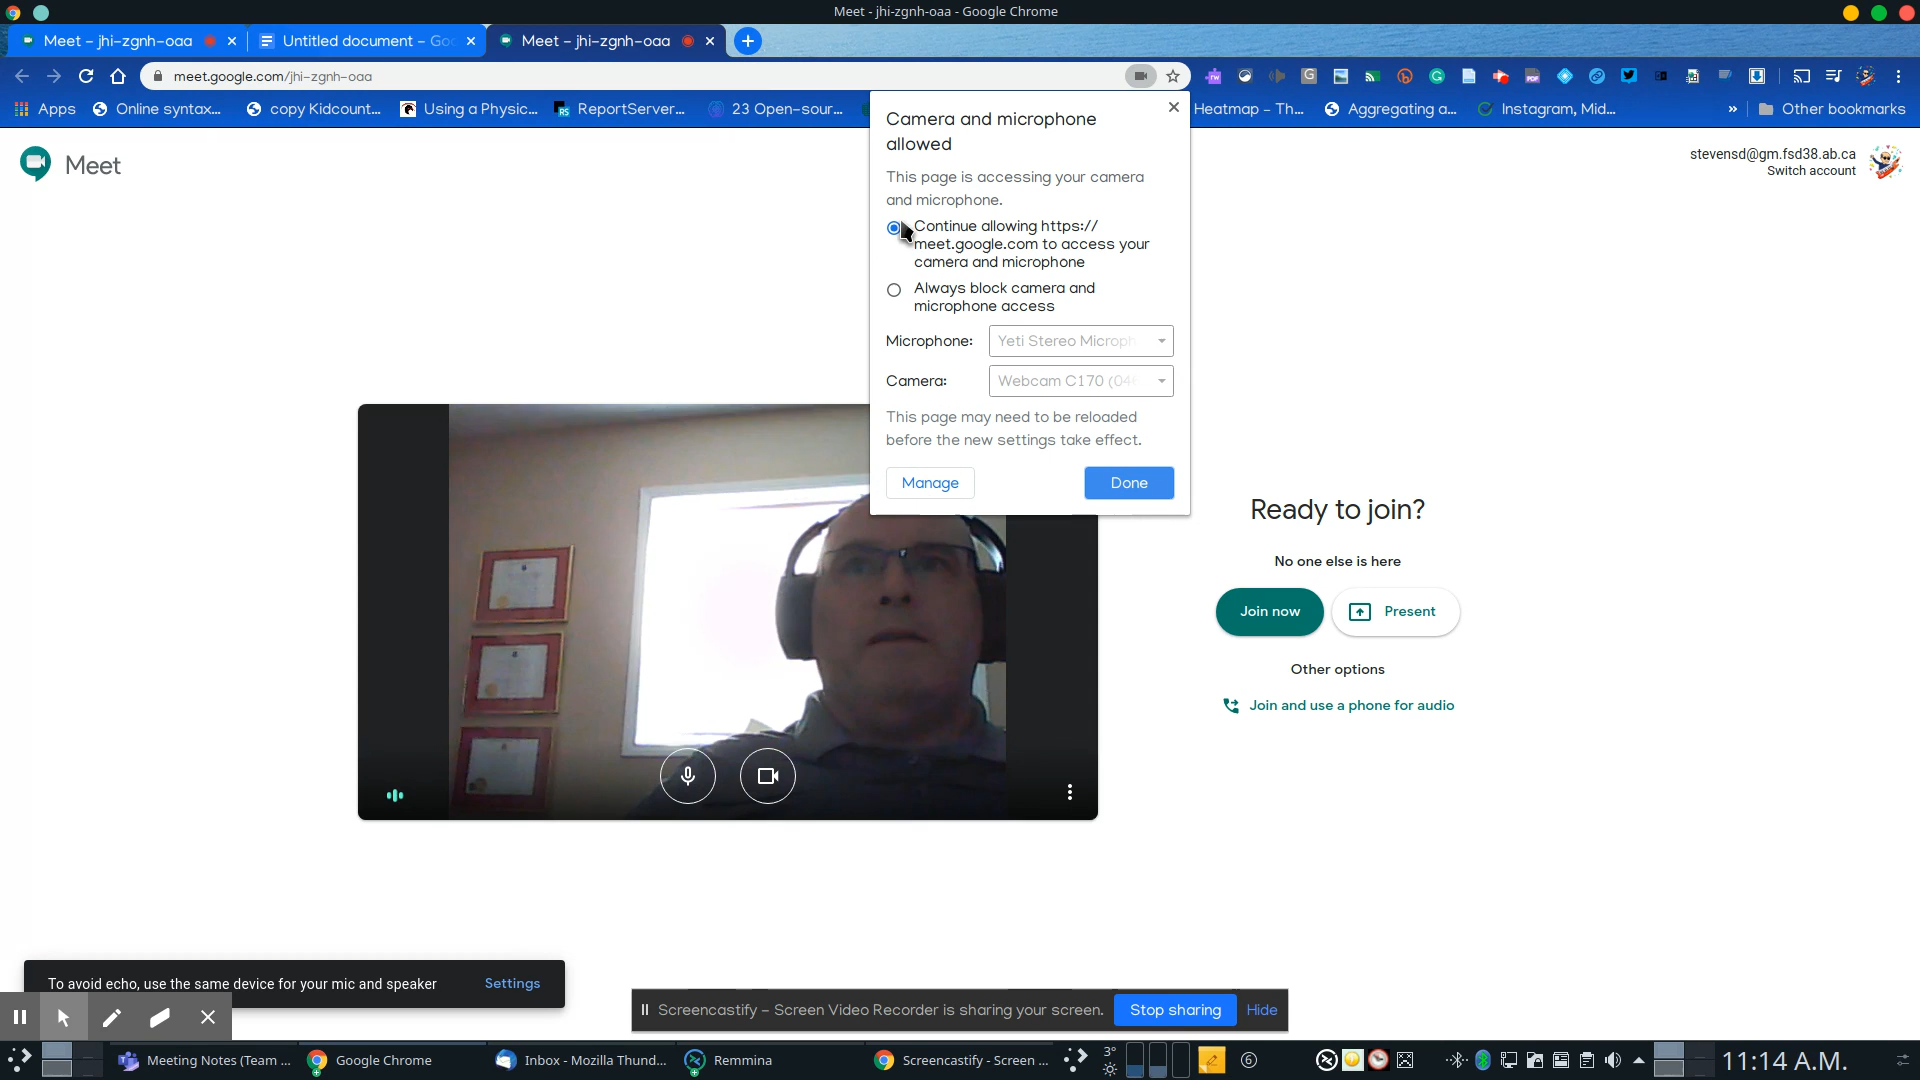 Meet - jhi-zgnh-oaa - Google Chrome
Meet – jhi-zgnh-oaa
Untitled document – Goo
Meet – jhi-zgnh-oaa
meet.google.com/jhi-zgnh-oaa
Apps
Online syntax...
copy Kidcount...
Using a Physic...
ReportServer...
23 Open-sour...
Heatmap – Th...
Aggregating a...
Instagram, Mid...
»
Other bookmarks
Meet
stevensd@gm.fsd38.ab.ca
Switch account
Camera and microphone
allowed
This page is accessing your camera
and microphone.
Continue allowing https://
meet.google.com to access your
camera and microphone
Always block camera and
microphone access
Microphone: Yeti Stereo Microph
Camera: Webcam C170 (046
This page may need to be reloaded
before the new settings take effect.
Manage
Done
Ready to join?
No one else is here
Join now
Present
Other options
Join and use a phone for audio
To avoid echo, use the same device for your mic and speaker
Settings
Screencastify – Screen Video Recorder is sharing your screen.
Stop sharing
Hide
Meeting Notes (Team ...
Google Chrome
Inbox - Mozilla Thund...
Remmina
Screencastify - Screen ...
3°
6
11:14 A.M.